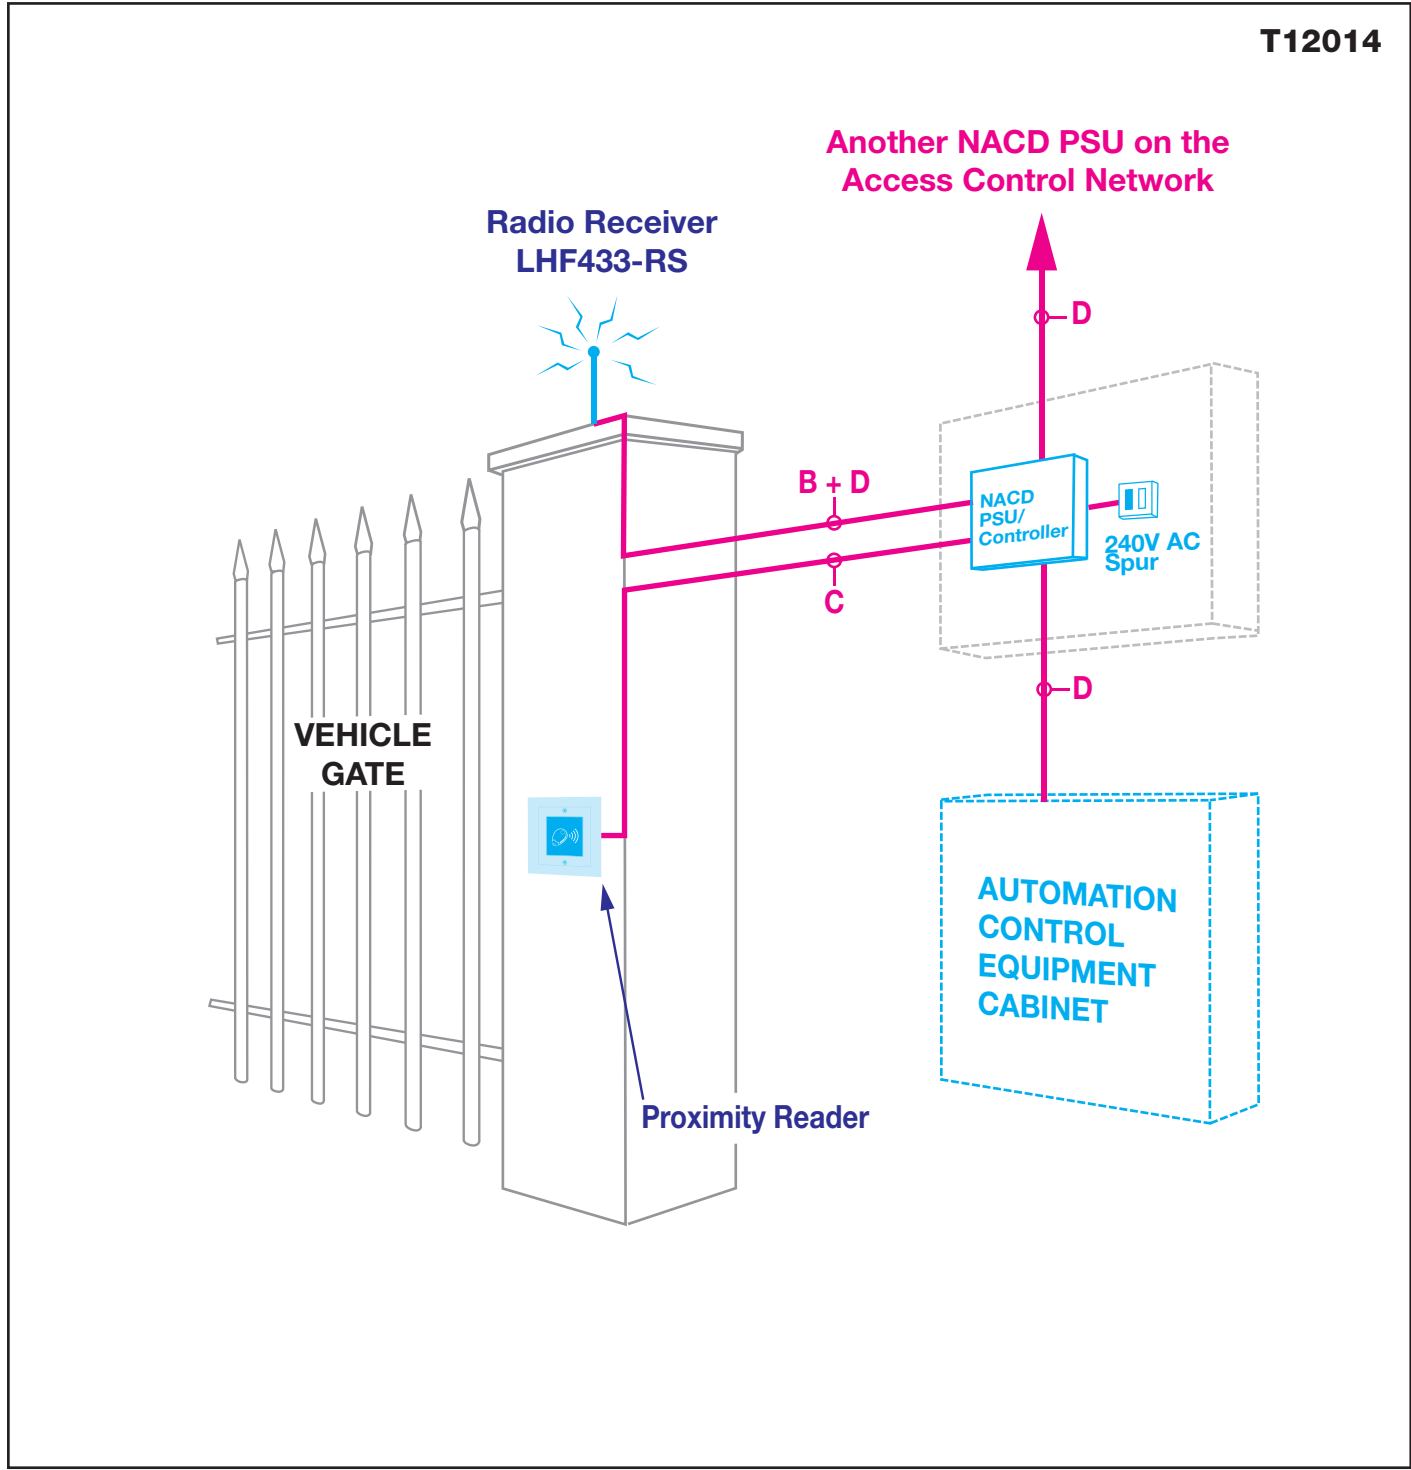 T12014
Another NACD PSU on the
Access Control Network
Radio Receiver
LHF433-RS
D
B + D
NACD
PSU/
Controller
240V AC
Spur
C
D
VEHICLE
GATE
AUTOMATION
CONTROL
EQUIPMENT
CABINET
Proximity Reader